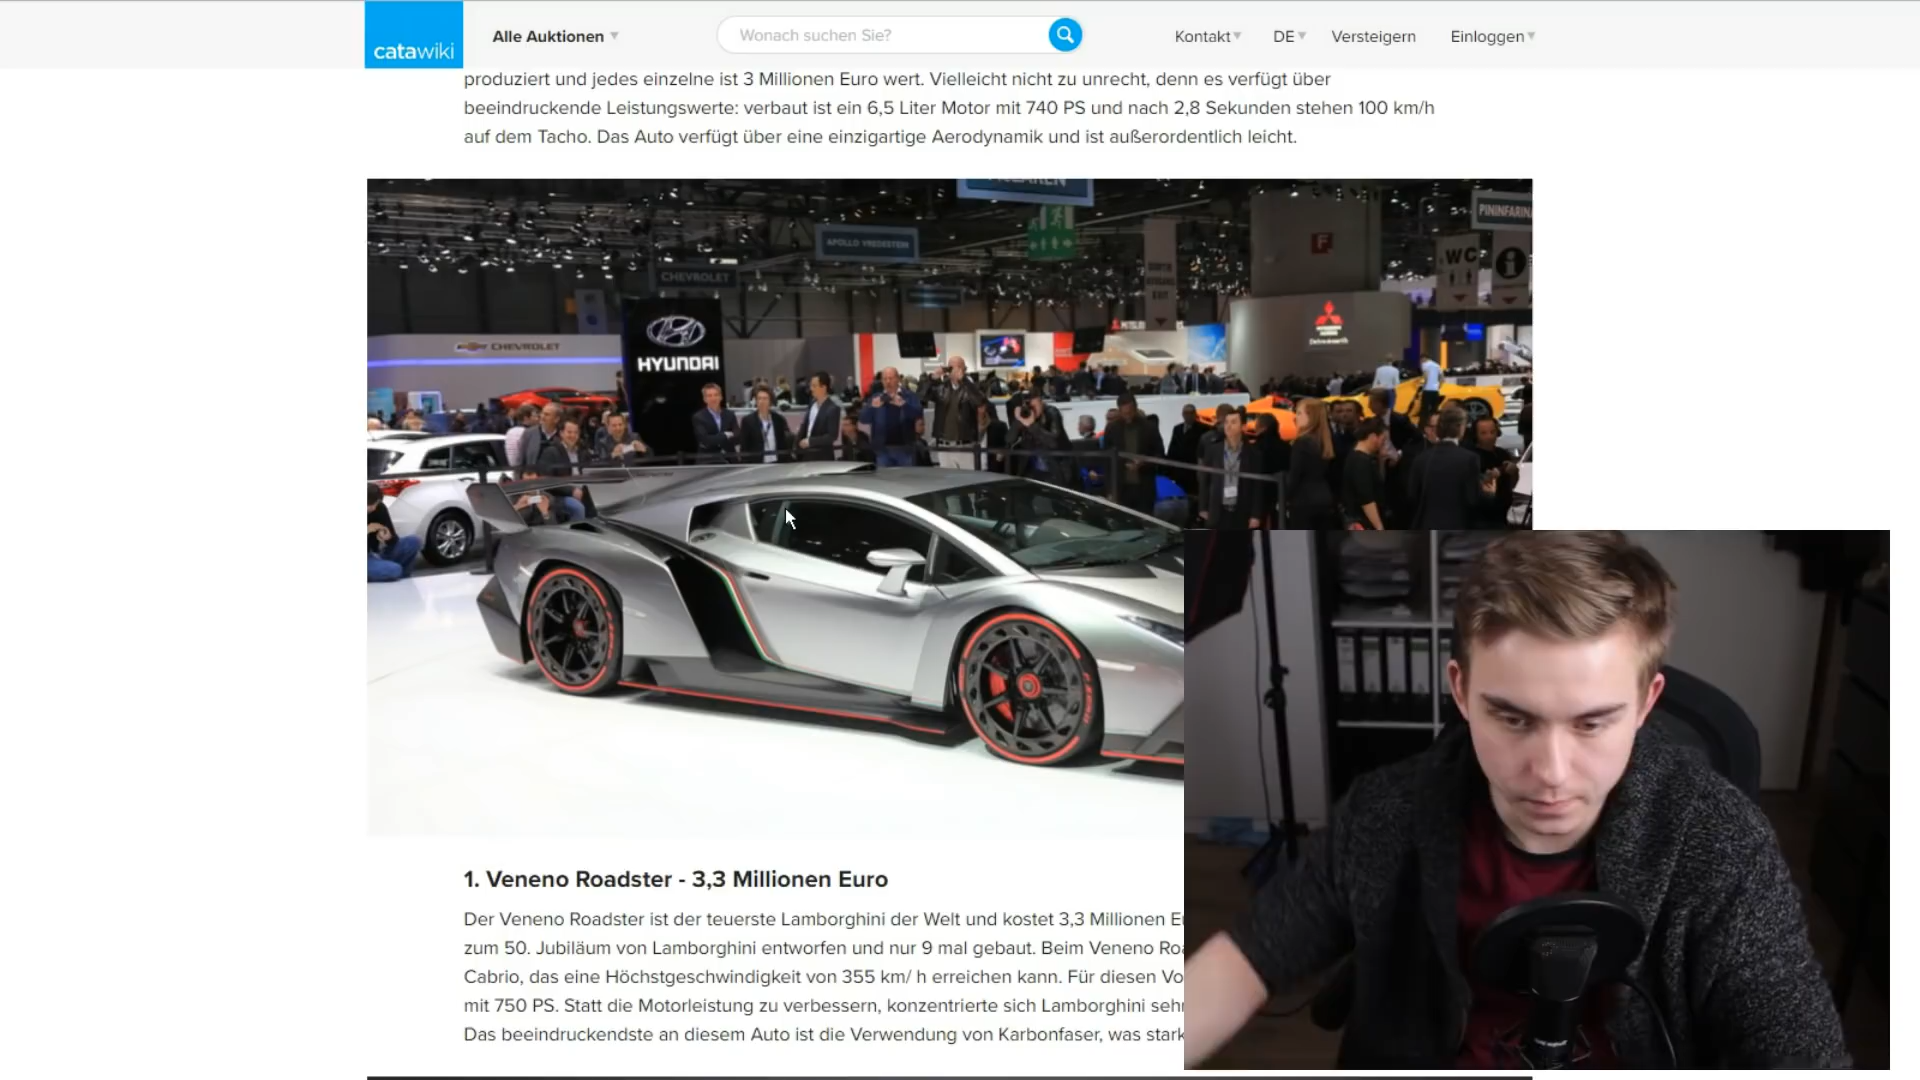 catawiki
Alle Auktionen
Wonach suchen Sie?
Kontakt
DE
Versteigern
Einloggen
produziert und jedes einzelne ist 3 Millionen Euro wert. Vielleicht nicht zu unrecht, denn es verfügt über
beeindruckende Leistungswerte: verbaut ist ein 6,5 Liter Motor mit 740 PS und nach 2,8 Sekunden stehen 100 km/h
auf dem Tacho. Das Auto verfügt über eine einzigartige Aerodynamik und ist außerordentlich leicht.
PININFARINA
APOLLO VREDESTEIN
F
WC
i
CHEVROLET
CHEVROLET
HYUNDAI
1. Veneno Roadster - 3,3 Millionen Euro
Der Veneno Roadster ist der teuerste Lamborghini der Welt und kostet 3,3 Millionen
zum 50. Jubiläum von Lamborghini entworfen und nur 9 mal gebaut. Beim Veneno
Cabrio, das eine Höchstgeschwindigkeit von 355 km/ h erreichen kann. Für diesen
mit 750 PS. Statt die Motorleistung zu verbessern, konzentrierte sich Lamborghini
Das beeindruckendste an diesem Auto ist die Verwendung von Karbonfaser, was